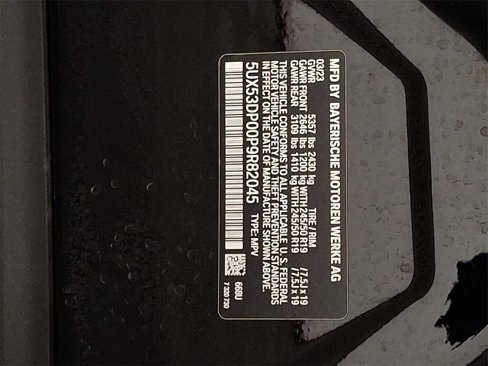 MFD BY BAYERISCHE MOTOREN WERKE AG
03/23
GVWR 5357 lbs 2430 kg TIRE / RIM
GAWR FRONT 2646 lbs 1200 kg WITH 245/50 R19 /7.5J x 19
GAWR REAR 3109 lbs 1410 kg WITH 245/50 R19 /7.5J x 19
THIS VEHICLE CONFORMS TO ALL APPLICABLE U. S. FEDERAL
MOTOR VEHICLE SAFETY AND THEFT PREVENTION STANDARDS
IN EFFECT ON THE DATE OF MANUFACTURE SHOWN ABOVE.
5UX53DP00P9R82045 TYPE: MPV
668U
7 320 720